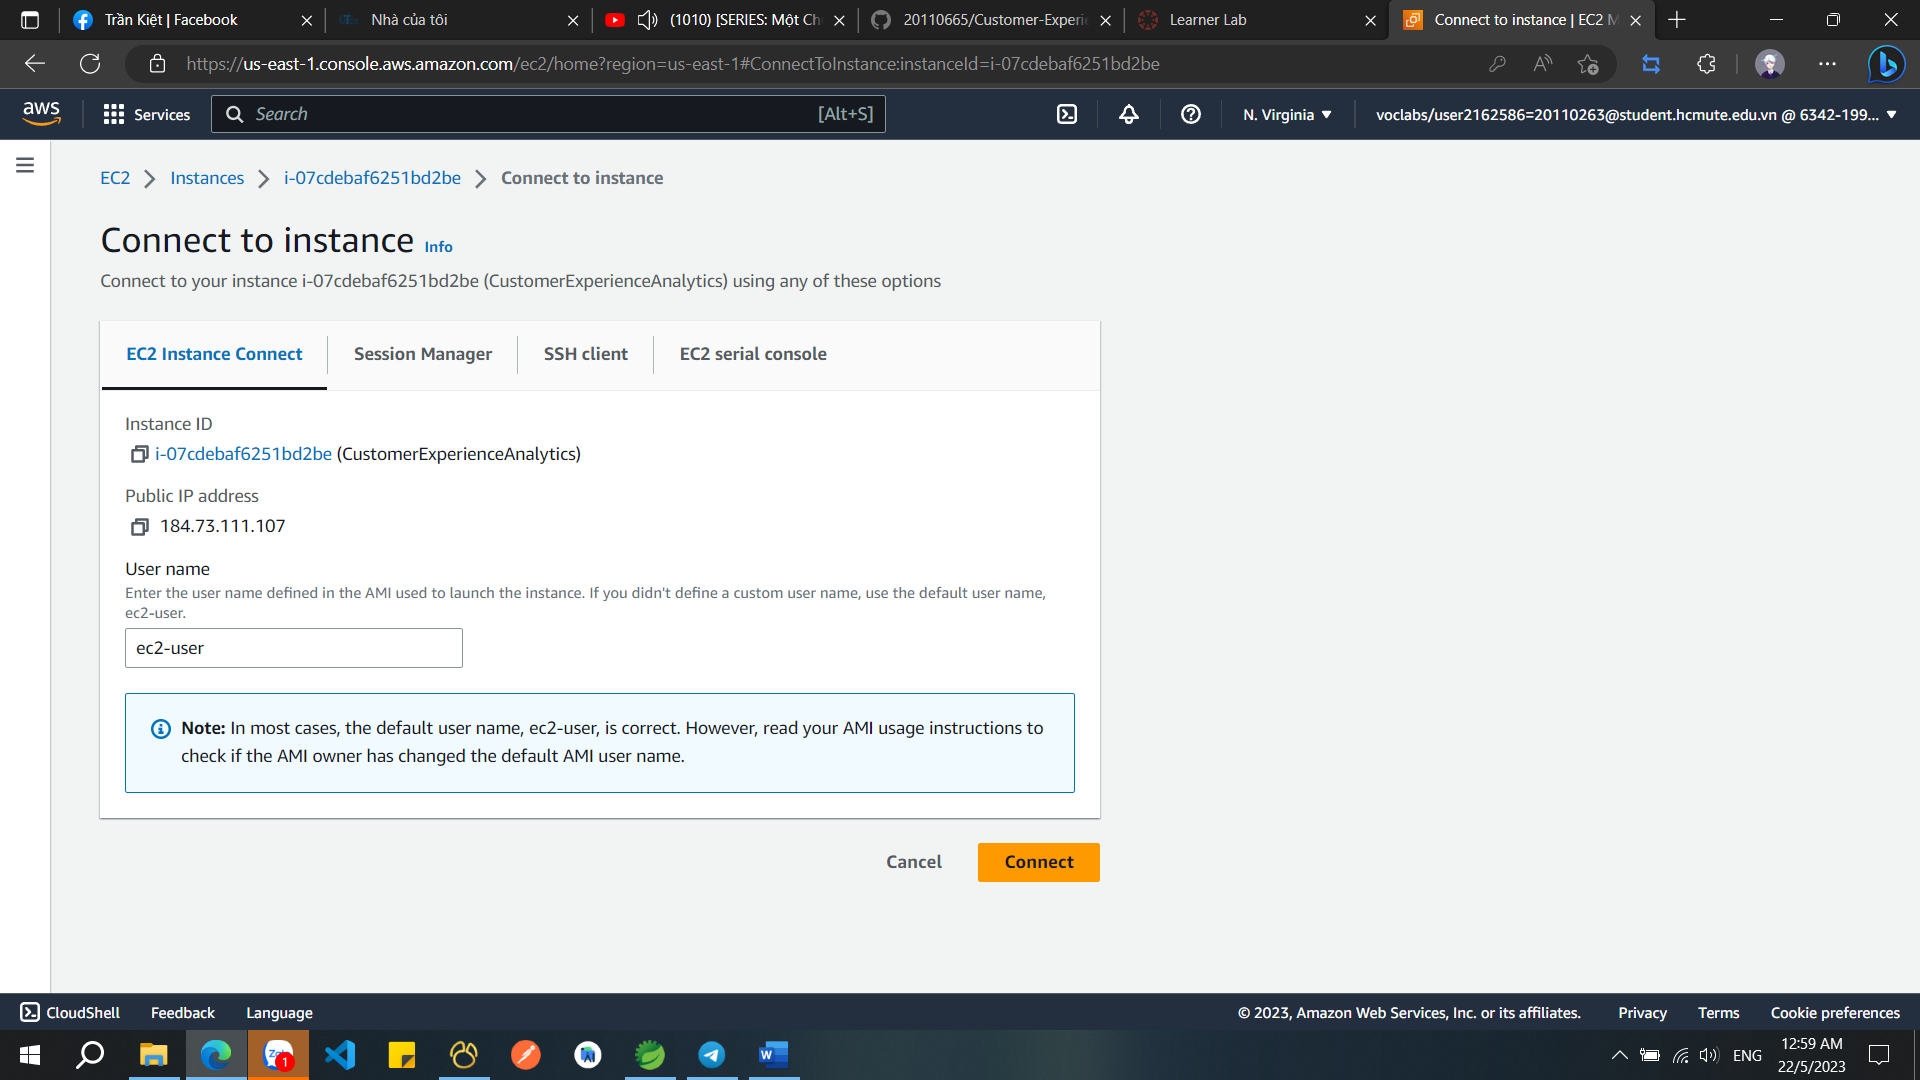 Trần Kiệt | Facebook
Nhà của tôi
(1010) [SERIES: Một Ch
20110665/Customer-Experie
Learner Lab
Connect to instance | EC2 M
https://us-east-1.console.aws.amazon.com/ec2/home?region=us-east-1#ConnectToInstance:instanceId=i-07cdebaf6251bd2be
aws
Services
Search
[Alt+S]
N. Virginia
voclabs/user2162586=20110263@student.hcmute.edu.vn @ 6342-199...
EC2
Instances
i-07cdebaf6251bd2be
Connect to instance
Connect to instance Info
Connect to your instance i-07cdebaf6251bd2be (CustomerExperienceAnalytics) using any of these options
EC2 Instance Connect
Session Manager
SSH client
EC2 serial console
Instance ID
i-07cdebaf6251bd2be (CustomerExperienceAnalytics)
Public IP address
184.73.111.107
User name
Enter the user name defined in the AMI used to launch the instance. If you didn't define a custom user name, use the default user name,
ec2-user.
ec2-user
Note: In most cases, the default user name, ec2-user, is correct. However, read your AMI usage instructions to
check if the AMI owner has changed the default AMI user name.
Cancel
Connect
CloudShell
Feedback
Language
© 2023, Amazon Web Services, Inc. or its affiliates.
Privacy
Terms
Cookie preferences
1
ENG
12:59 AM
22/5/2023